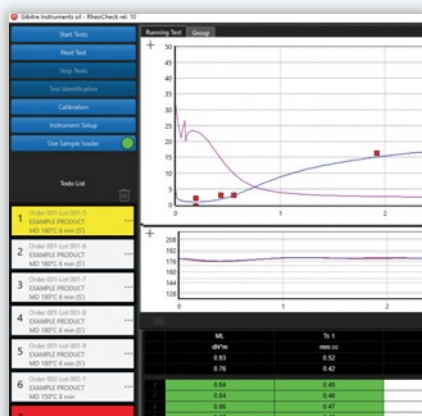 Gibitre Instruments srl - RheoCheck rel. 10
Start Tests
Next Test
Stop Tests
Test Identification
Calibration
Instrument Setup
Use Sample loader
Todo List
1 Order 001-Lot 001-5 ...
EXAMPLE PRODUCT
MD 180°C 6 min (S')
2 Order 001-Lot 001-6 ...
EXAMPLE PRODUCT
MD 180°C 6 min (S')
3 Order 001-Lot 001-7 ...
EXAMPLE PRODUCT
MD 180°C 6 min (S')
4 Order 001-Lot 001-8 ...
EXAMPLE PRODUCT
MD 180°C 6 min (S')
5 Order 001-Lot 001-9 ...
EXAMPLE PRODUCT
MD 180°C 6 min (S')
6 Order 002-Lot 002-1 ...
EXAMPLE PRODUCT
MD 150°C 6 min
Running Test Group
50
45
40
35
30
25
20
15
10
5
0
0 1 2
208
192
176
160
144
128
0 1 2
ML Ts 1
dN*m mm.cc
0.93 0.52
0.76 0.42
0.84 0.45
0.84 0.46
0.86 0.47